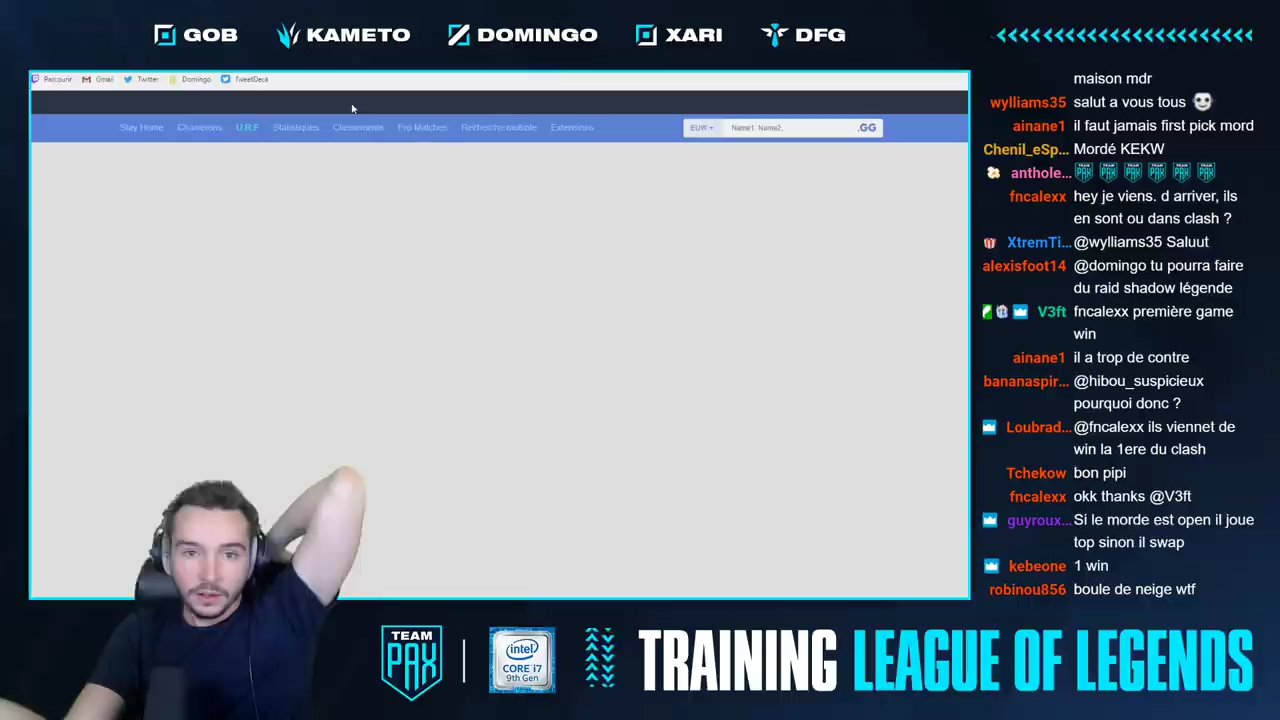 GOB KAMETO DOMINGO XARI DFG
Parcourir Gmail Twitter Domingo TweetDeck
Stay Home Champions U.R.F Statistiques Classements Pro Matches Recherche multiple Extensions EUW Name1, Name2, .GG
maison mdr
wylliams35 salut a vous tous
ainane1 il faut jamais first pick mord
Chenil_eSp... Mordé KEKW
anthole...
fncalexx hey je viens. d arriver, ils
en sont ou dans clash ?
XtremTi... @wylliams35 Saluut
alexisfoot14 @domingo tu pourra faire
du raid shadow légende
V3ft fncalexx première game
win
ainane1 il a trop de contre
bananaspir... @hibou_suspicieux
pourquoi donc ?
Loubrad... @fncalexx ils viennet de
win la 1ere du clash
Tchekow bon pipi
fncalexx okk thanks @V3ft
guyroux... Si le morde est open il joue
top sinon il swap
kebeone 1 win
robinou856 boule de neige wtf
TEAM
PAX
intel
CORE i7
9th Gen
TRAINING LEAGUE OF LEGENDS